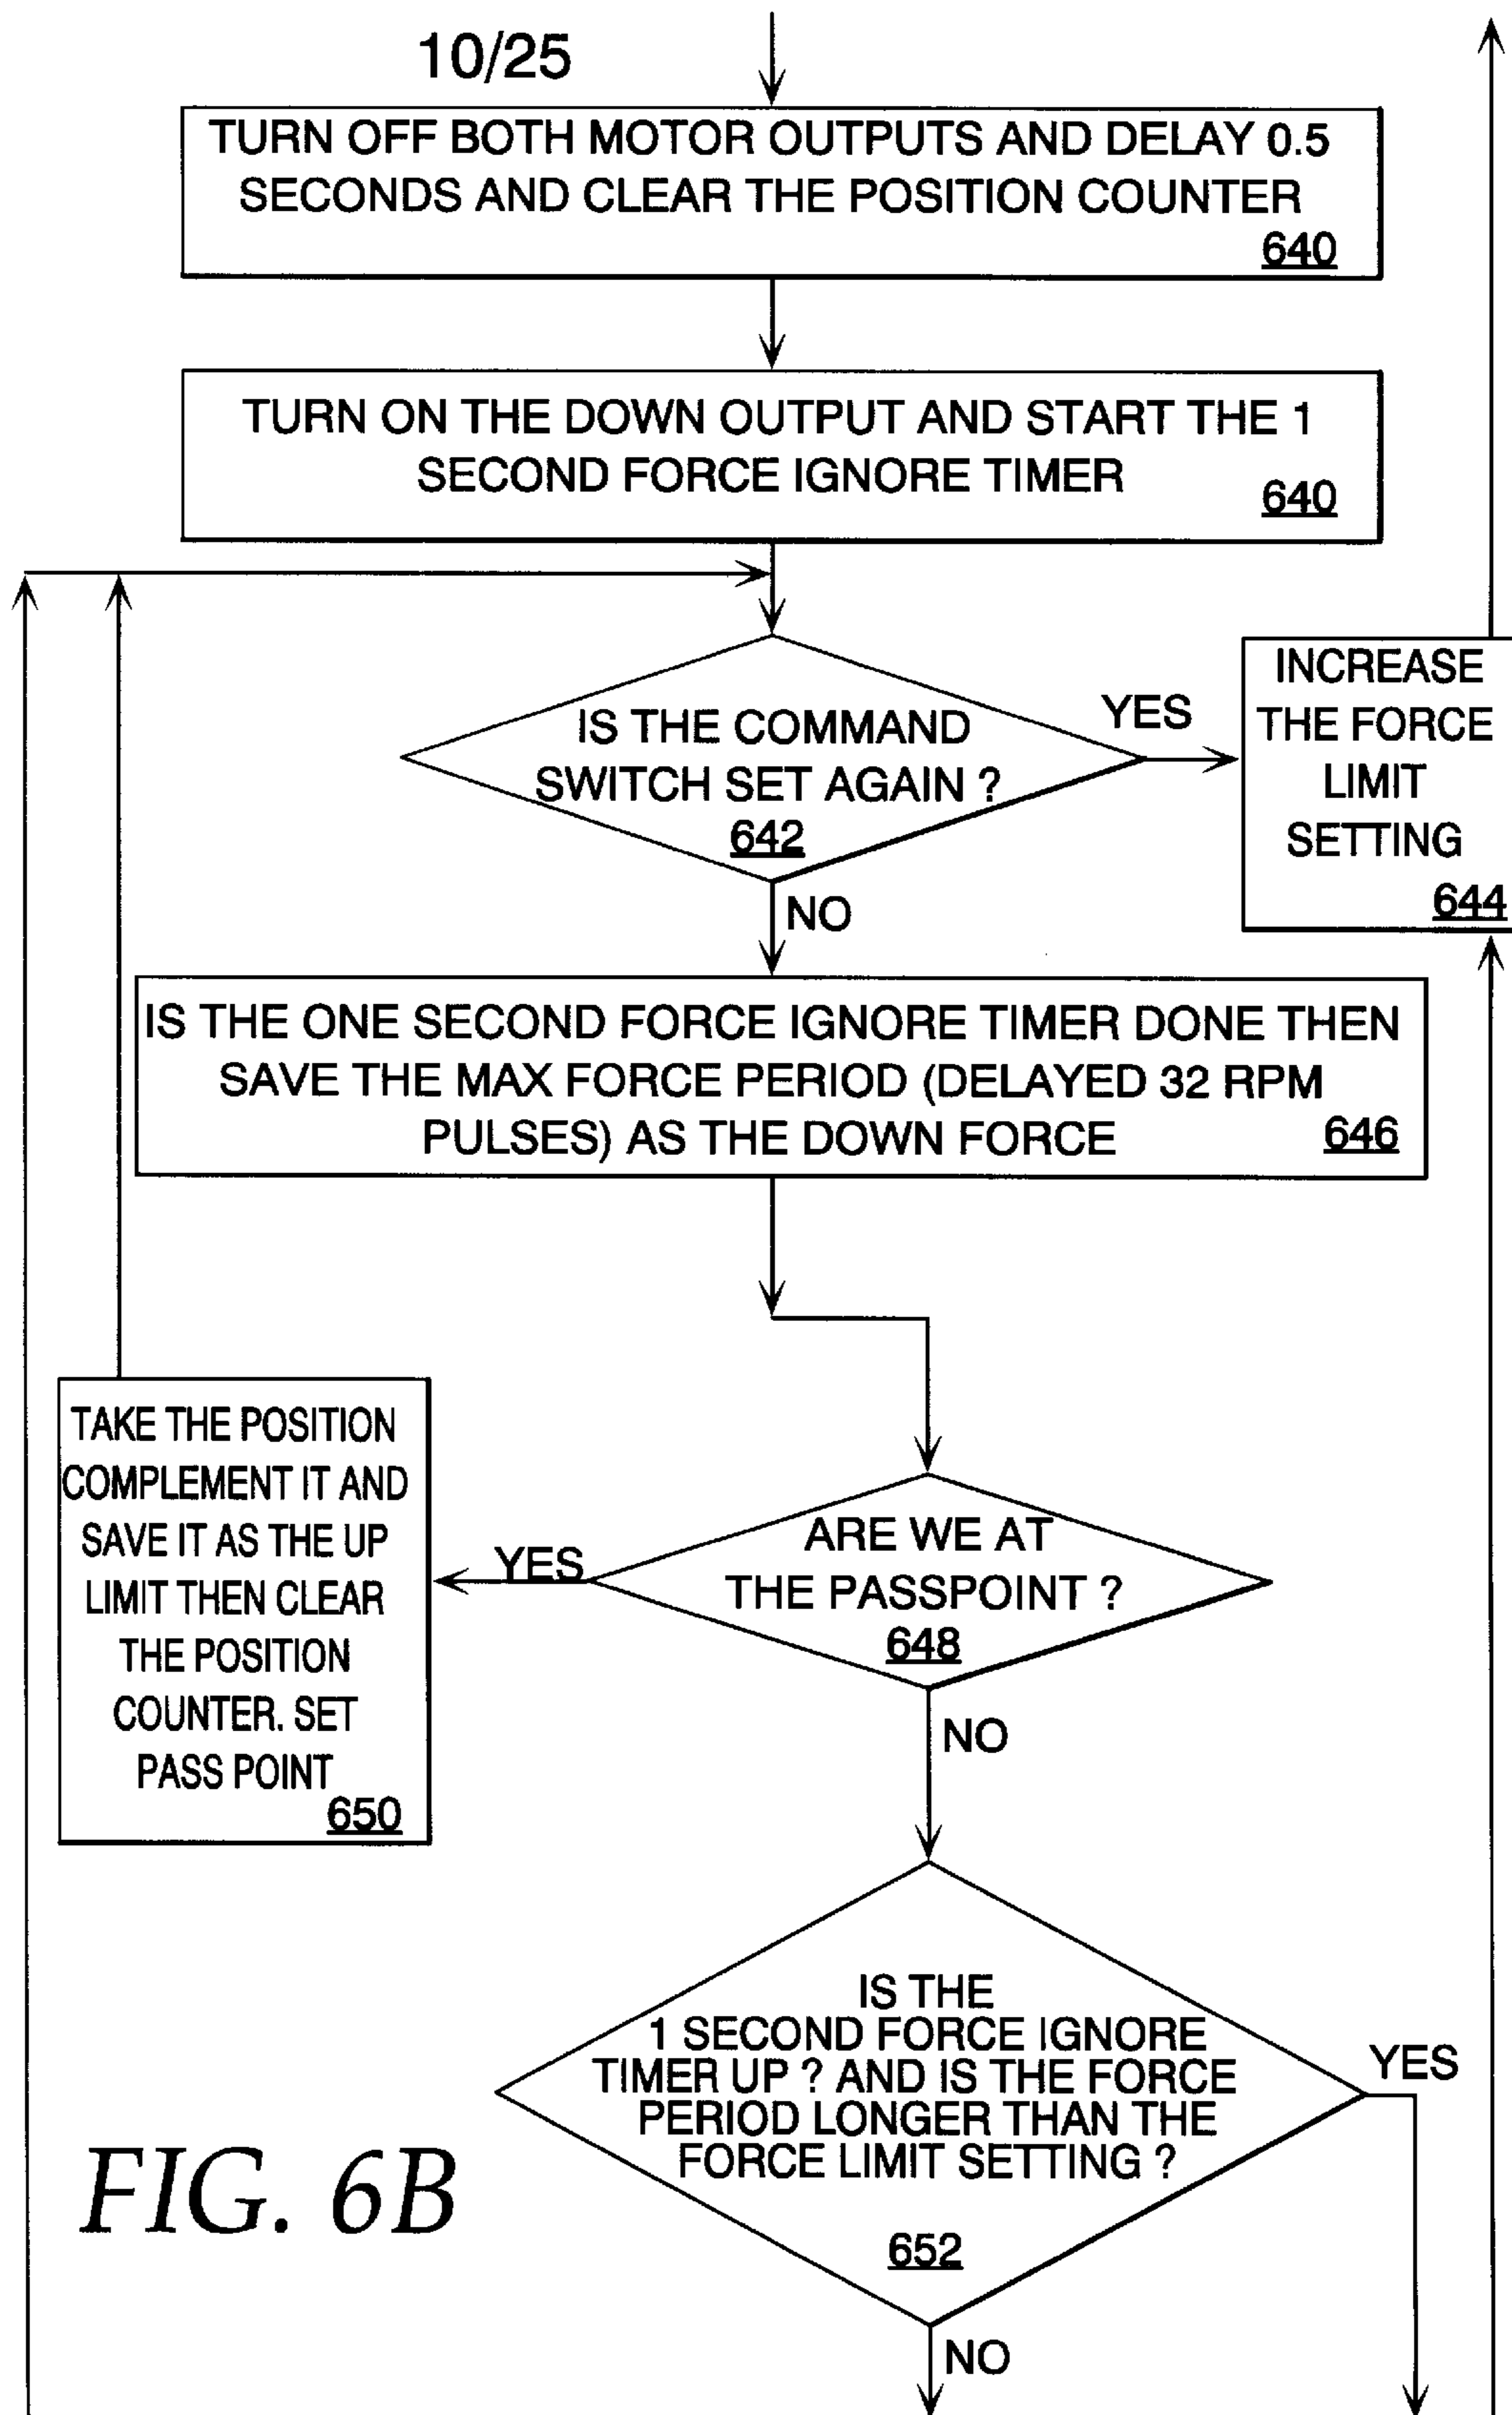 10/25
TURN OFF BOTH MOTOR OUTPUTS AND DELAY 0.5
SECONDS AND CLEAR THE POSITION COUNTER
640
TURN ON THE DOWN OUTPUT AND START THE 1
SECOND FORCE IGNORE TIMER
640
IS THE COMMAND
SWITCH SET AGAIN ?
642
YES
INCREASE
THE FORCE
LIMIT
SETTING
644
NO
IS THE ONE SECOND FORCE IGNORE TIMER DONE THEN
SAVE THE MAX FORCE PERIOD (DELAYED 32 RPM
PULSES) AS THE DOWN FORCE
646
ARE WE AT
THE PASSPOINT ?
648
YES
TAKE THE POSITION
COMPLEMENT IT AND
SAVE IT AS THE UP
LIMIT THEN CLEAR
THE POSITION
COUNTER. SET
PASS POINT
650
NO
IS THE
1 SECOND FORCE IGNORE
TIMER UP ? AND IS THE FORCE
PERIOD LONGER THAN THE
FORCE LIMIT SETTING ?
652
YES
NO
FIG. 6B